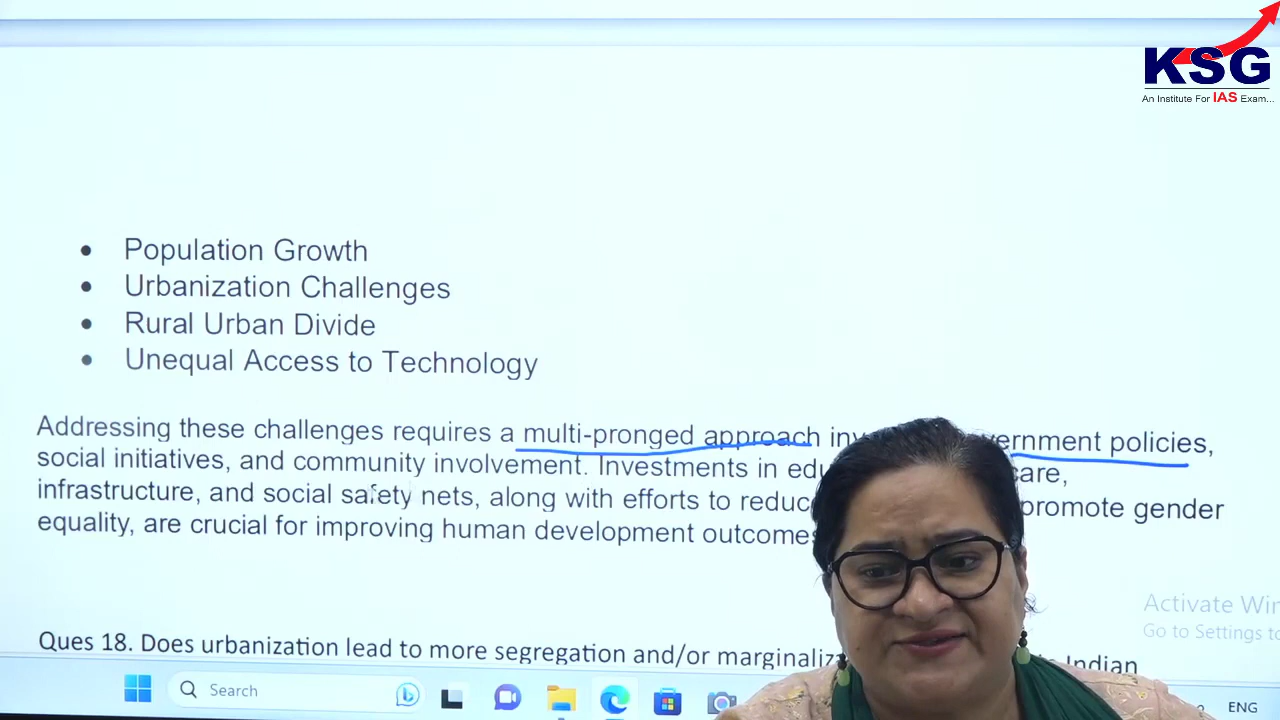 KSG
An Institute For IAS Exam...
• Population Growth
• Urbanization Challenges
• Rural Urban Divide
• Unequal Access to Technology
Addressing these challenges requires a multi-pronged approach policies,
social initiatives, and community involvement. Investments in
infrastructure, and social safety nets, along with efforts to promote gender
equality, are crucial for improving human development outcomes
Activate
Go to Settings
Ques 18. Does urbanization lead to more segregation and/or Indian
Search
ENG